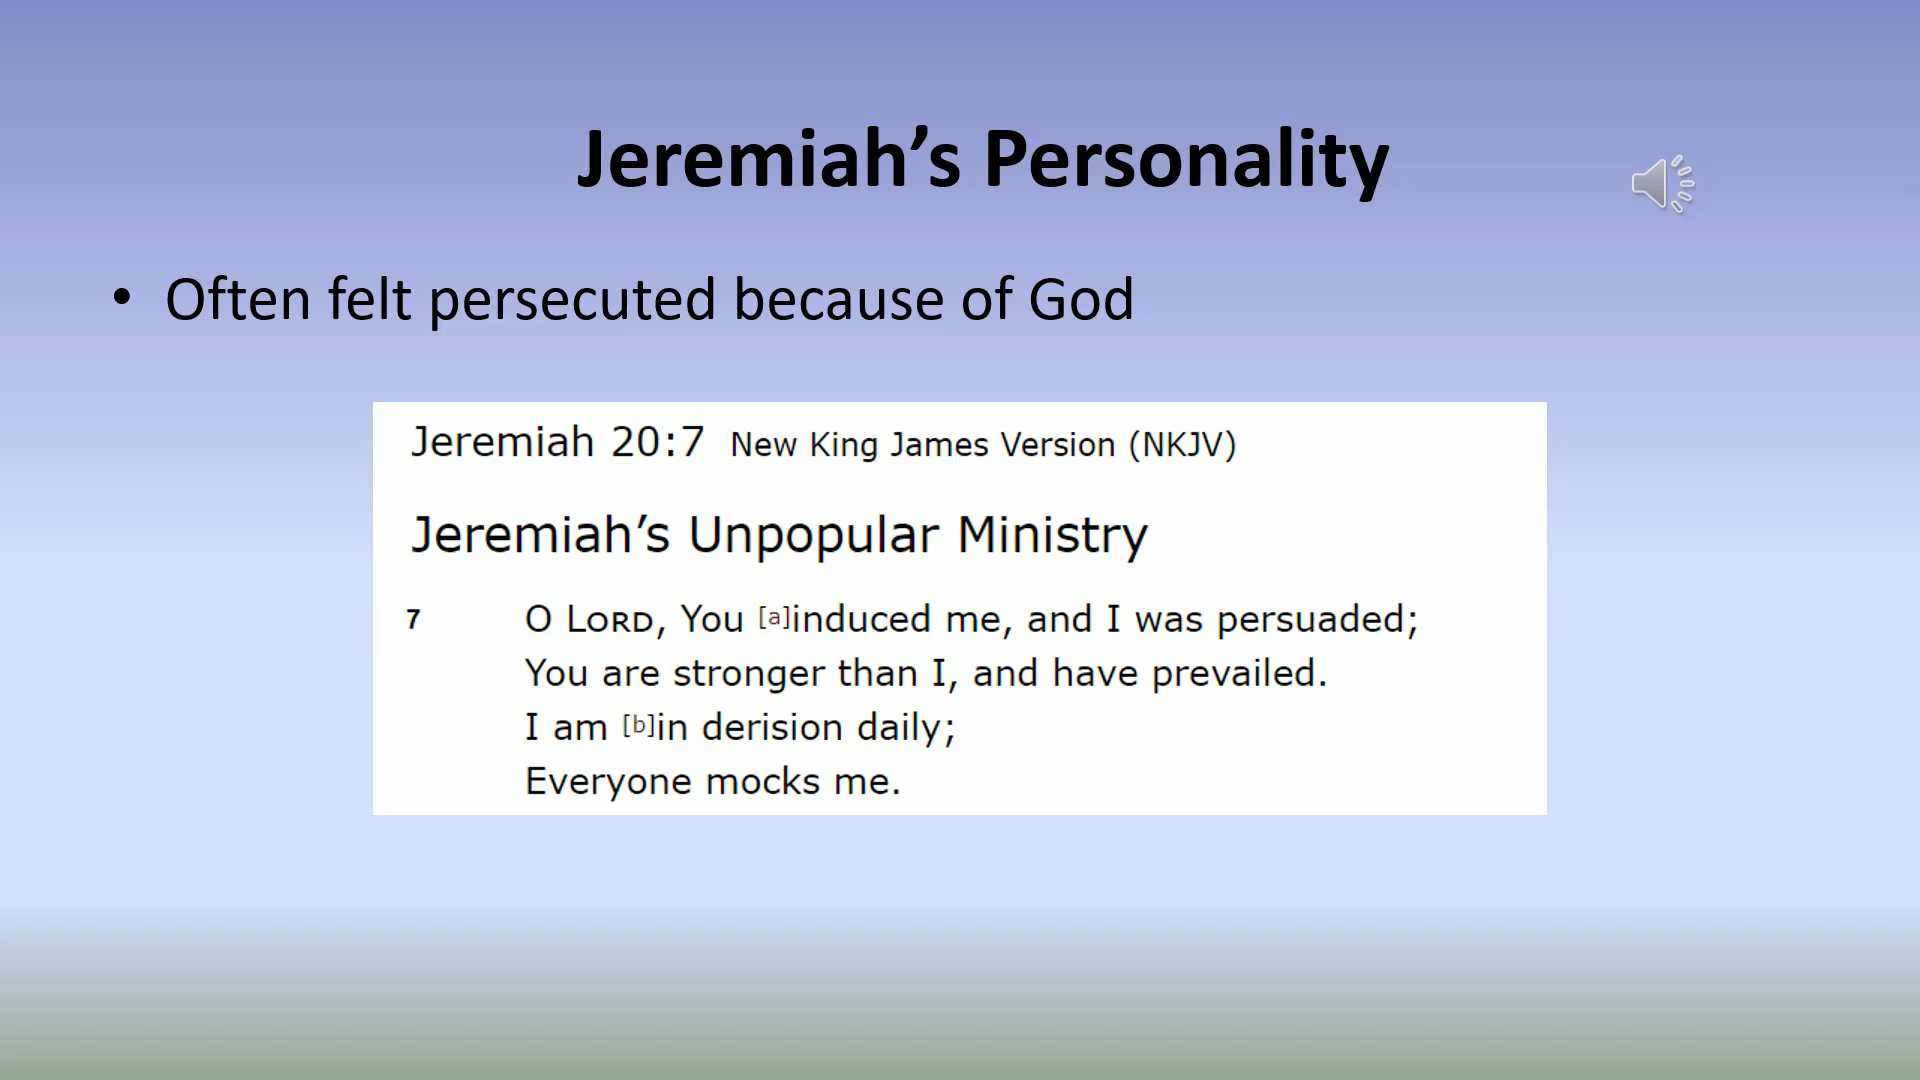 Jeremiah’s Personality
• Often felt persecuted because of God
Jeremiah 20:7 New King James Version (NKJV)
Jeremiah’s Unpopular Ministry
7 O LORD, You [a]induced me, and I was persuaded;
You are stronger than I, and have prevailed.
I am [b]in derision daily;
Everyone mocks me.